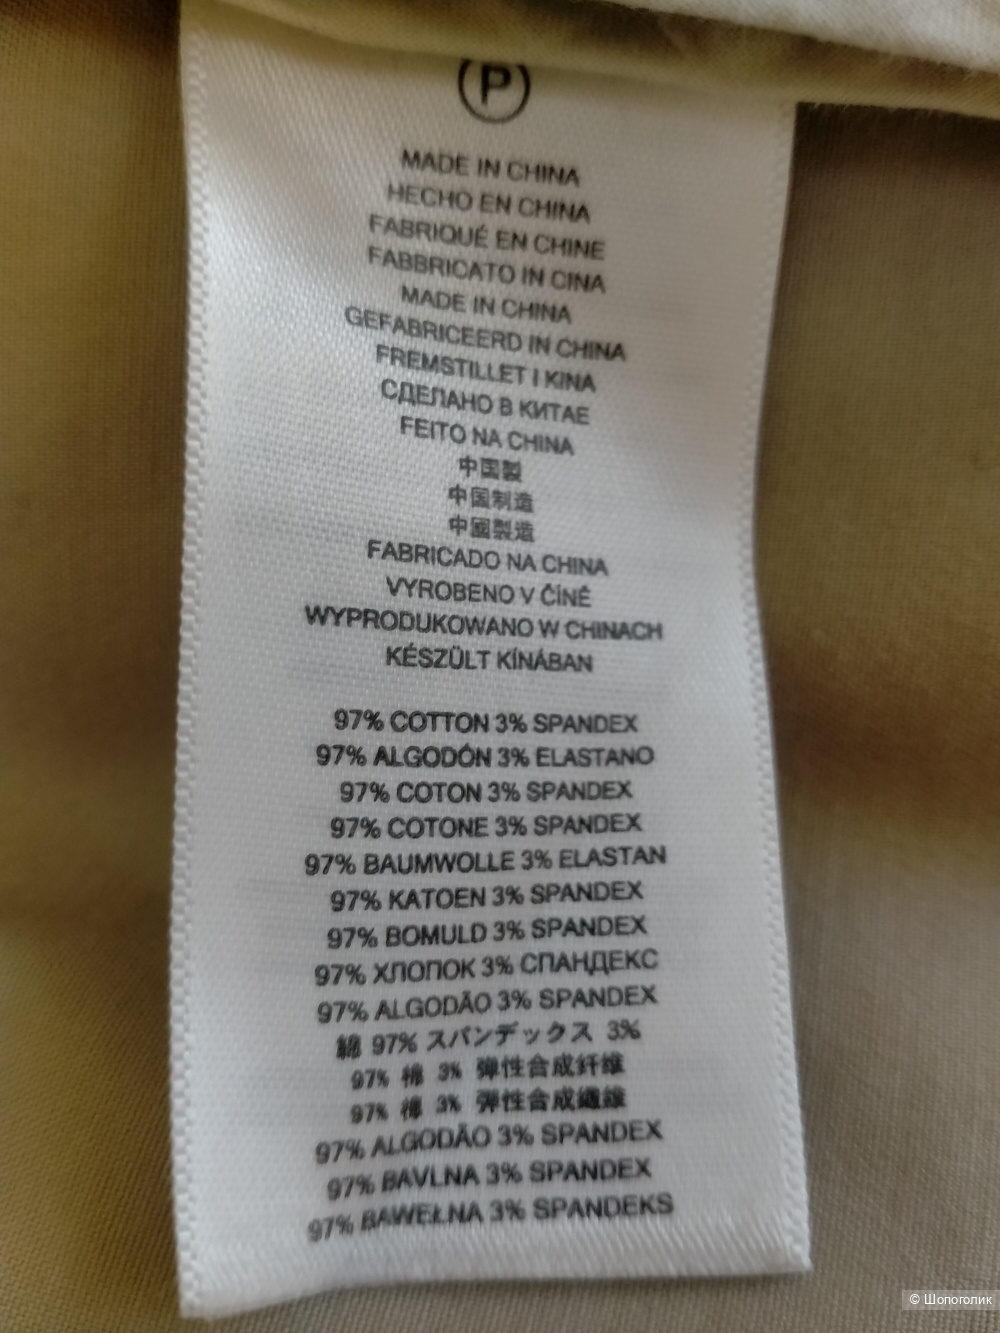 P
MADE IN CHINA
HECHO EN CHINA
FABRIQUÉ EN CHINE
FABBRICATO IN CINA
MADE IN CHINA
GEFABRICEERD IN CHINA
FREMSTILLET I KINA
СДЕЛАНО В КИТАЕ
FEITO NA CHINA
中国製
中国制造
中國製造
FABRICADO NA CHINA
VYROBENO V ČÍNĚ
WYPRODUKOWANO W CHINACH
KÉSZÜLT KÍNÁBAN
97% COTTON 3% SPANDEX
97% ALGODÓN 3% ELASTANO
97% COTON 3% SPANDEX
97% COTONE 3% SPANDEX
97% BAUMWOLLE 3% ELASTAN
97% KATOEN 3% SPANDEX
97% BOMULD 3% SPANDEX
97% ХЛОПОК 3% СПАНДЕКС
97% ALGODÃO 3% SPANDEX
綿 97% スパンデックス 3%
97% 棉 3% 弹性合成纤维
97% 棉 3% 弹性合成纖維
97% ALGODÃO 3% SPANDEX
97% BAVLNA 3% SPANDEX
97% BAWEŁNA 3% SPANDEKS
© Шопоголик